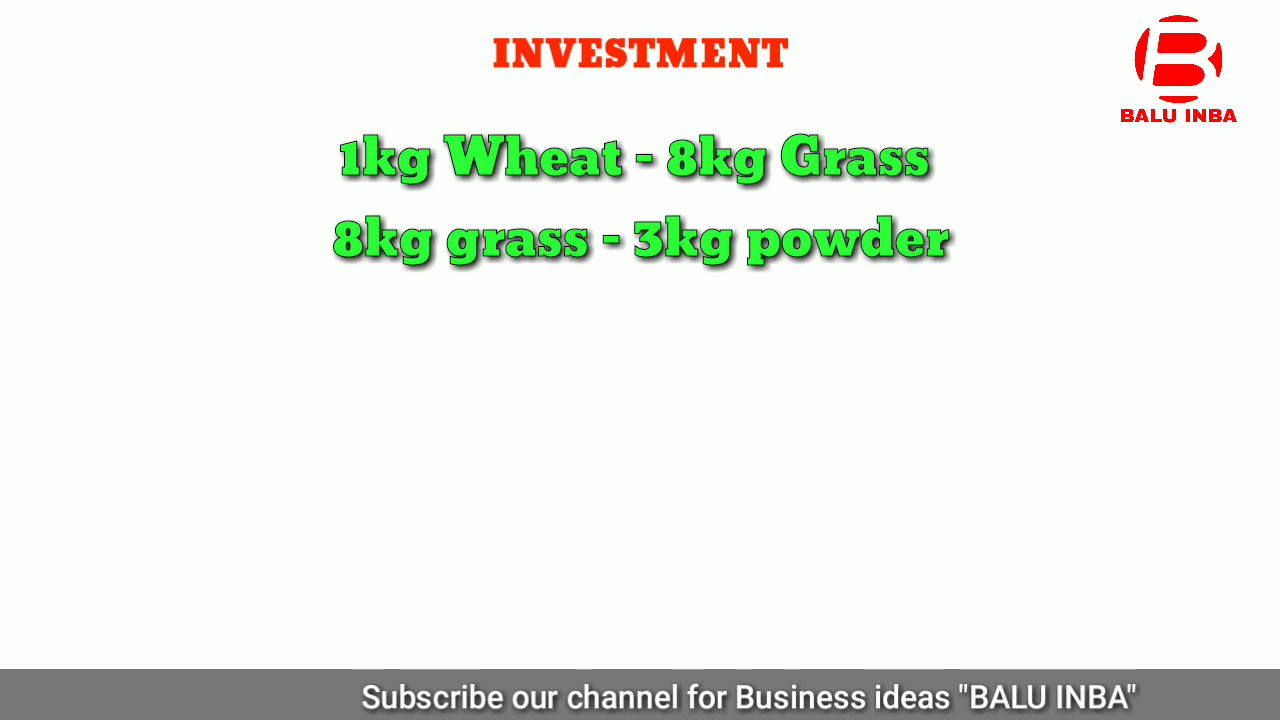 INVESTMENT
BALU INBA
1kg Wheat - 8kg Grass
8kg grass - 3kg powder
Subscribe our channel for Business ideas "BALU INBA"